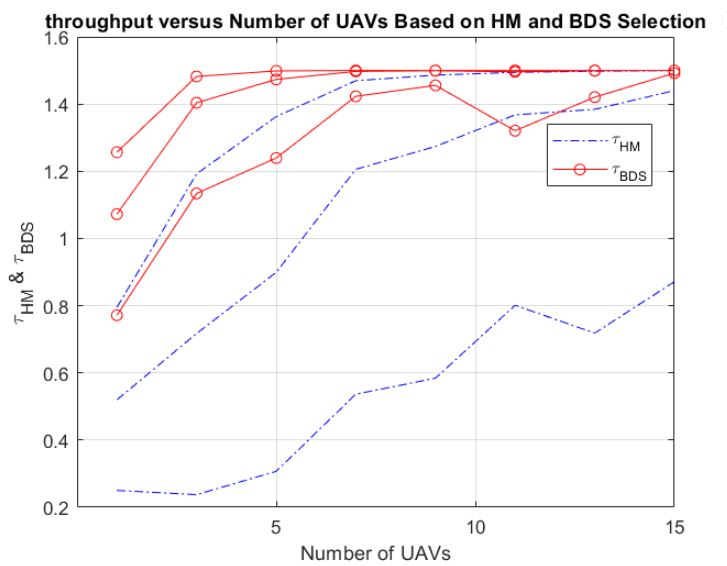 throughput versus Number of UAVs Based on HM and BDS Selection
1.6
1.4
1.2
1
0.8
0.6
0.4
0.2
τHM & τBDS
τHM
τBDS
5
10
15
Number of UAVs